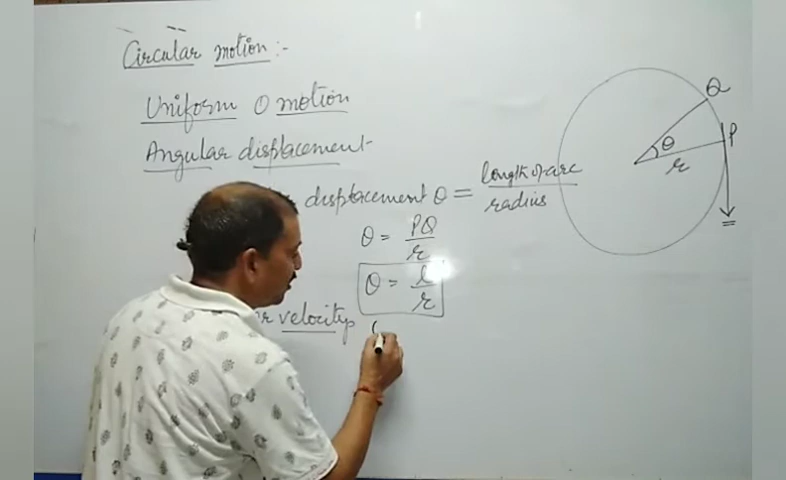 Circular motion :-
Uniform O motion
Angular displacement
displacement θ = length of arc / radius
θ = PQ / r
θ = l / r
velocity (
Q
P
θ
r